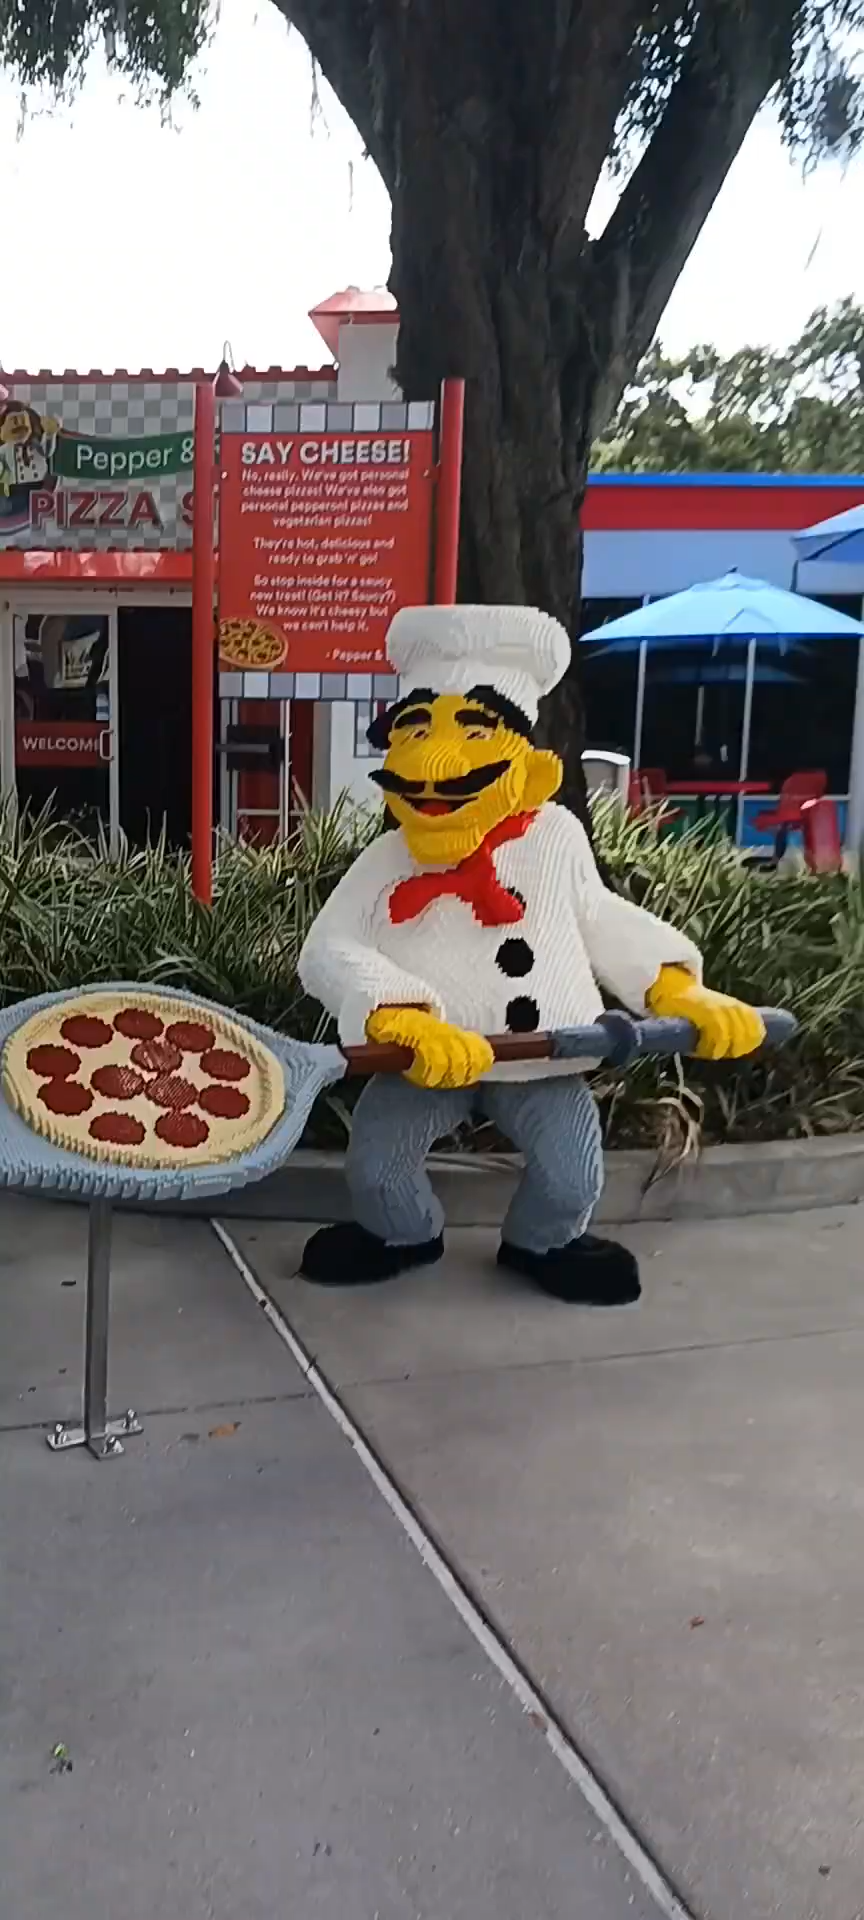 Pepper &
PIZZA S
SAY CHEESE!
No, really. We've got personal
cheese pizzas! We've also got
personal pepperoni pizzas and
vegetarian pizzas!
They're hot, delicious and
ready to grab 'n' go!
So stop inside for a saucy
new treat! (Get it? Saucy?)
We know it's cheesy but
we can't help it.
- Pepper &
WELCOME